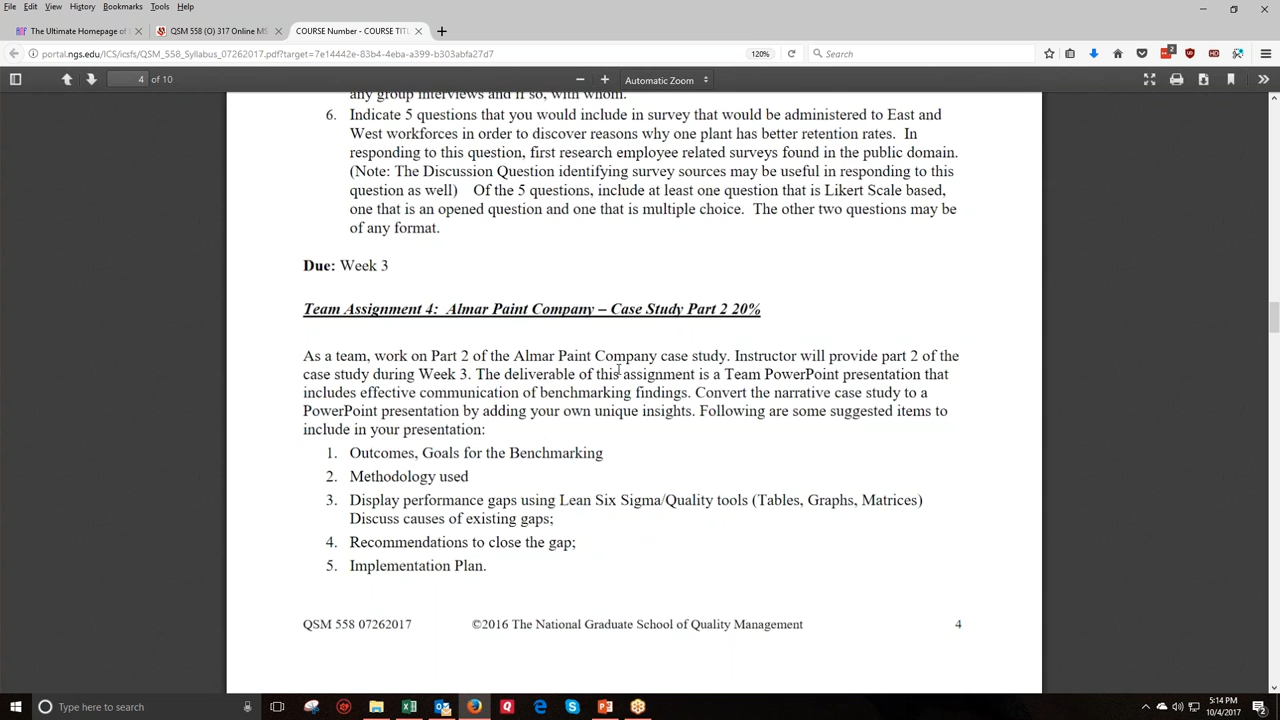 File Edit View History Bookmarks Tools Help
The Ultimate Homepage of
QSM 558 (O) 317 Online MS
COURSE Number - COURSE TITL
portal.ngs.edu/ICS/icsfs/QSM_558_Syllabus_07262017.pdf?target=7e14442e-83b4-4eba-a399-b303abfa27d7
120%
Search
4 of 10
Automatic Zoom
any group interviews and if so, with whom.
6. Indicate 5 questions that you would include in survey that would be administered to East and
West workforces in order to discover reasons why one plant has better retention rates. In
responding to this question, first research employee related surveys found in the public domain.
(Note: The Discussion Question identifying survey sources may be useful in responding to this
question as well) Of the 5 questions, include at least one question that is Likert Scale based,
one that is an opened question and one that is multiple choice. The other two questions may be
of any format.
Due: Week 3
Team Assignment 4: Almar Paint Company – Case Study Part 2 20%
As a team, work on Part 2 of the Almar Paint Company case study. Instructor will provide part 2 of the
case study during Week 3. The deliverable of this assignment is a Team PowerPoint presentation that
includes effective communication of benchmarking findings. Convert the narrative case study to a
PowerPoint presentation by adding your own unique insights. Following are some suggested items to
include in your presentation:
1. Outcomes, Goals for the Benchmarking
2. Methodology used
3. Display performance gaps using Lean Six Sigma/Quality tools (Tables, Graphs, Matrices)
Discuss causes of existing gaps;
4. Recommendations to close the gap;
5. Implementation Plan.
QSM 558 07262017 ©2016 The National Graduate School of Quality Management 4
Type here to search
5:14 PM
10/4/2017